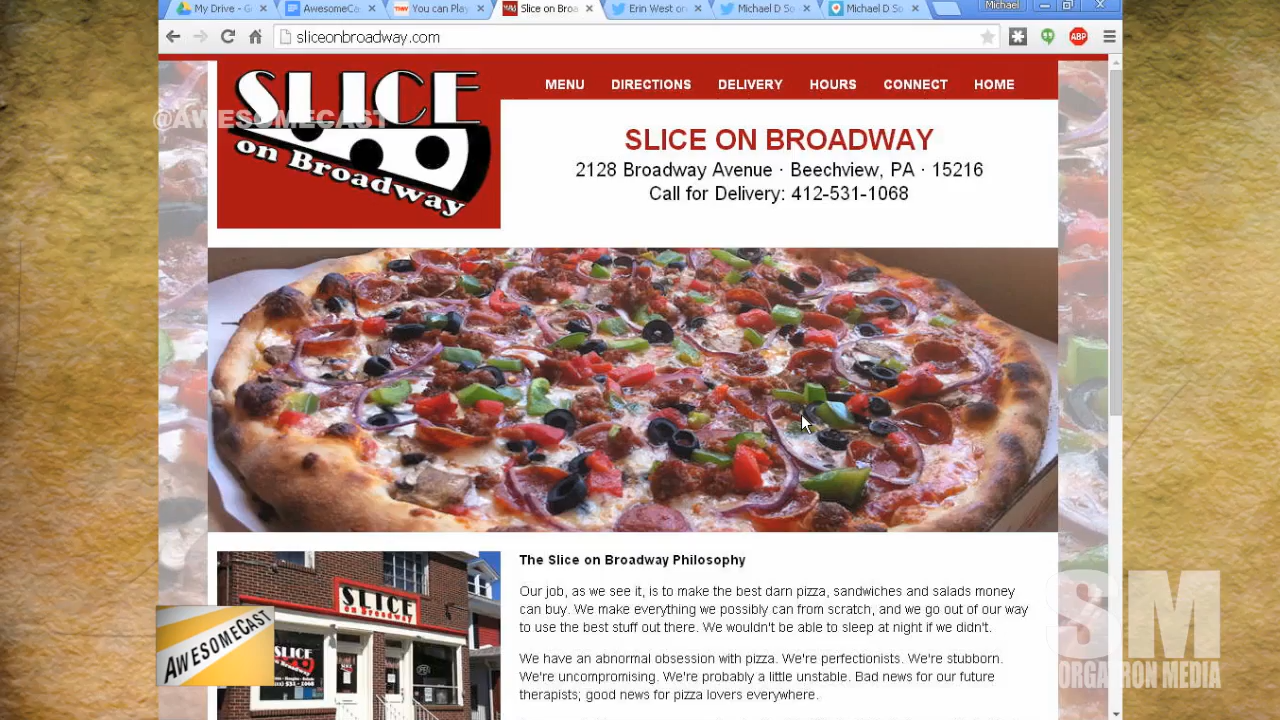 My Drive - G
AwesomeCa
You can Play
Slice on Broa
Erin West on
Michael D So
Michael D So
Michael
sliceonbroadway.com
ABP
SLICE
on Broadway
@AWESOMECAST
MENU
DIRECTIONS
DELIVERY
HOURS
CONNECT
HOME
SLICE ON BROADWAY
2128 Broadway Avenue · Beechview, PA · 15216
Call for Delivery: 412-531-1068
The Slice on Broadway Philosophy
Our job, as we see it, is to make the best darn pizza, sandwiches and salads money
can buy. We make everything we possibly can from scratch, and we go out of our way
to use the best stuff out there. We wouldn't be able to sleep at night if we didn't.
We have an abnormal obsession with pizza. We're perfectionists. We're stubborn.
We're uncompromising. We're probably a little unstable. Bad news for our future
therapists; good news for pizza lovers everywhere.
SLICE
on Broadway
SLICE
AWESOMECAST
SM
ORGATRON MEDIA